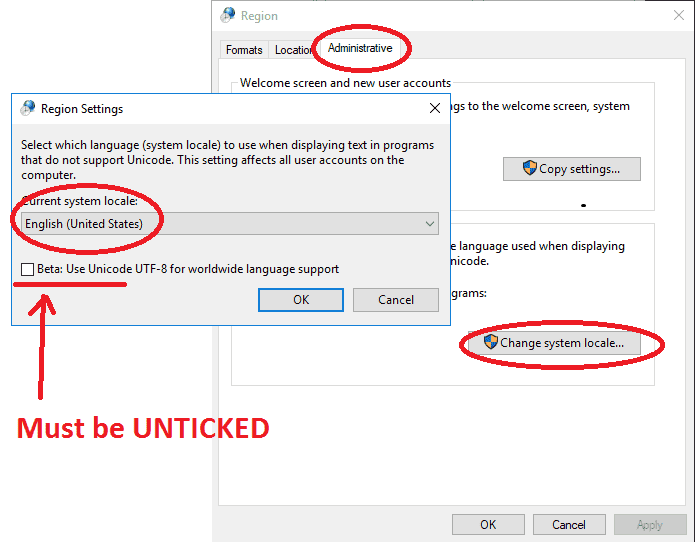 Region
Formats
Location
Administrative
Welcome screen and new user accounts
ngs to the welcome screen, system
Copy settings...
e language used when displaying
nicode.
grams:
Change system locale...
OK
Cancel
Apply
Region Settings
Select which language (system locale) to use when displaying text in programs
that do not support Unicode. This setting affects all user accounts on the
computer.
Current system locale:
English (United States)
Beta: Use Unicode UTF-8 for worldwide language support
OK
Cancel
Must be UNTICKED